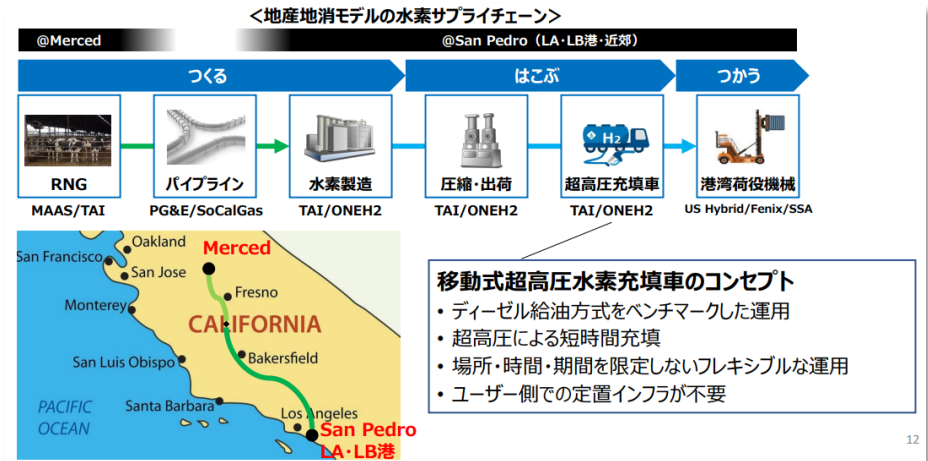 ＜地産地消モデルの水素サプライチェーン＞
@Merced
@San Pedro（LA・LB港・近郊）
つくる
はこぶ
つかう
H2
RNG
パイプライン
水素製造
圧縮・出荷
超高圧充填車
港湾荷役機械
MAAS/TAI
PG&E/SoCalGas
TAI/ONEH2
TAI/ONEH2
TAI/ONEH2
US Hybrid/Fenix/SSA
Oakland
San Francisco
San Jose
Merced
Monterey
Fresno
CALIFORNIA
San Luis Obispo
Bakersfield
Santa Barbara
Los Angeles
PACIFIC
OCEAN
San Pedro
LA・LB港
移動式超高圧水素充填車のコンセプト
• ディーゼル給油方式をベンチマークした運用
• 超高圧による短時間充填
• 場所・時間・期間を限定しないフレキシブルな運用
• ユーザー側での定置インフラが不要
12